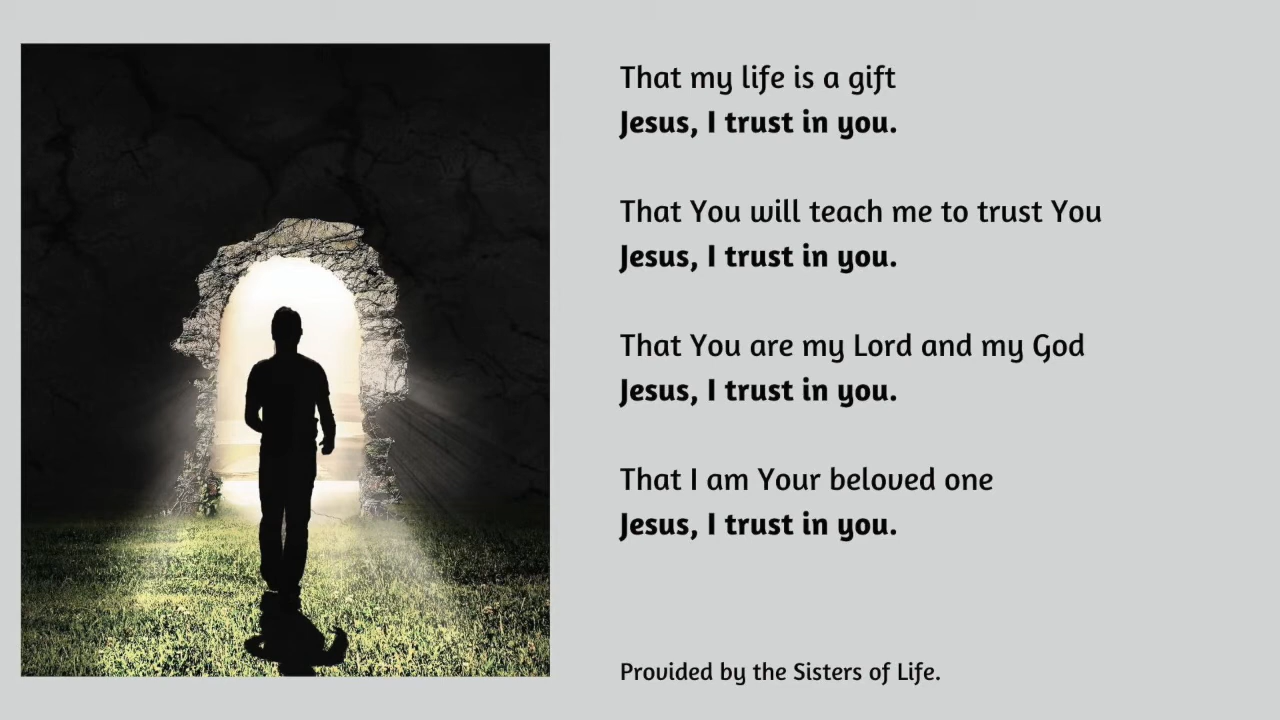 That my life is a gift
Jesus, I trust in you.
That You will teach me to trust You
Jesus, I trust in you.
That You are my Lord and my God
Jesus, I trust in you.
That I am Your beloved one
Jesus, I trust in you.
Provided by the Sisters of Life.